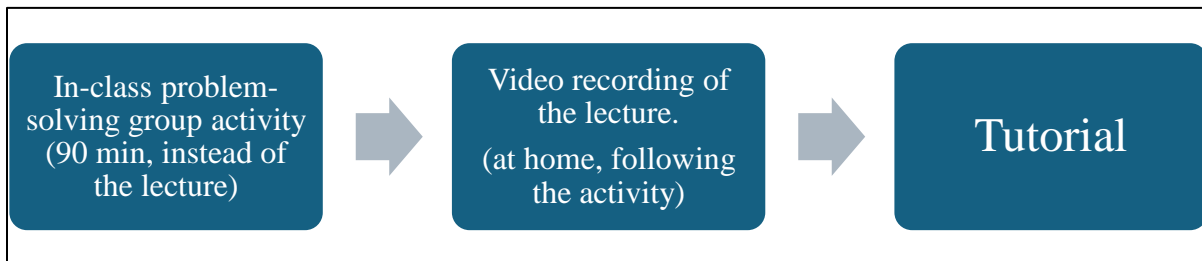 In-class problem-
solving group activity
(90 min, instead of
the lecture)
Video recording of
the lecture.
(at home, following
the activity)
Tutorial